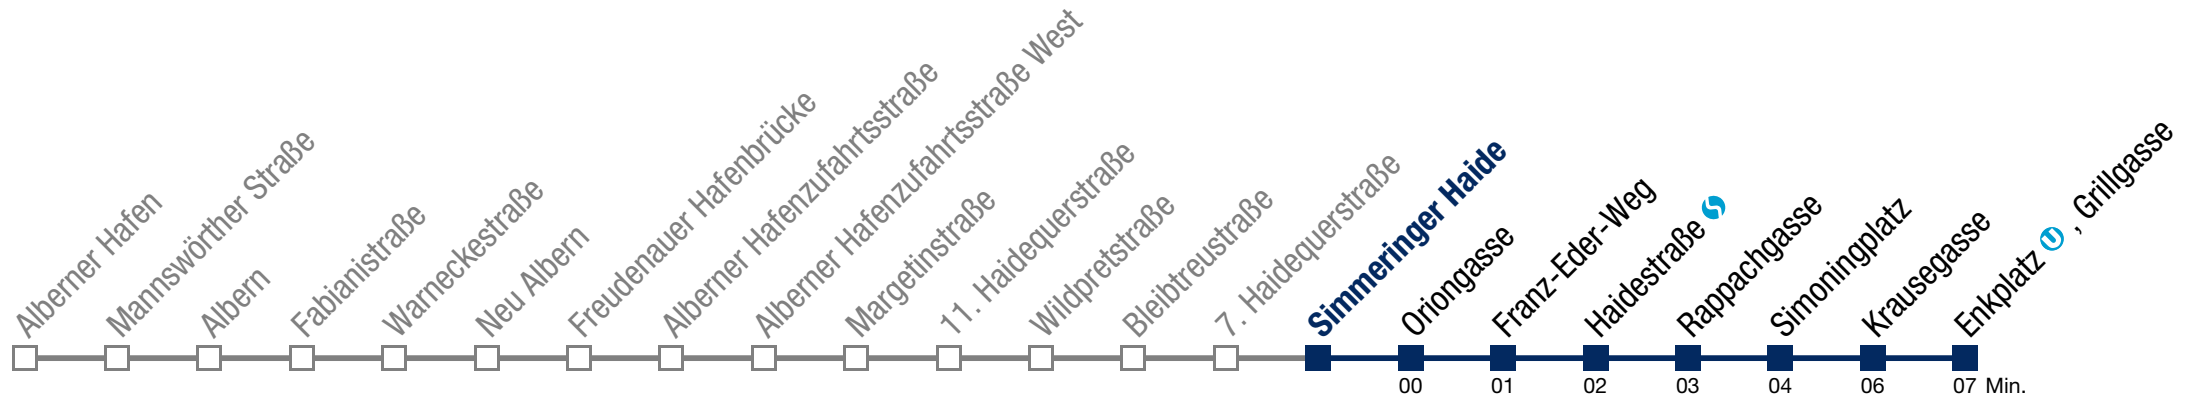 Alberner Hafen
Mannswörther Straße
Albern
Fabianistraße
Warneckestraße
Neu Albern
Freudenauer Hafenbrücke
Alberner Hafenzufahrtsstraße
Alberner Hafenzufahrtsstraße West
Margetinstraße
11. Haidequerstraße
Wildpretstraße
Bleibtreustraße
7. Haidequerstraße
Simmeringer Haide
Oriongasse
Franz-Eder-Weg
Haidestraße S
Rappachgasse
Simoningplatz
Krausegasse
Enkplatz U , Grillgasse
00 01 02 03 04 06 07 Min.